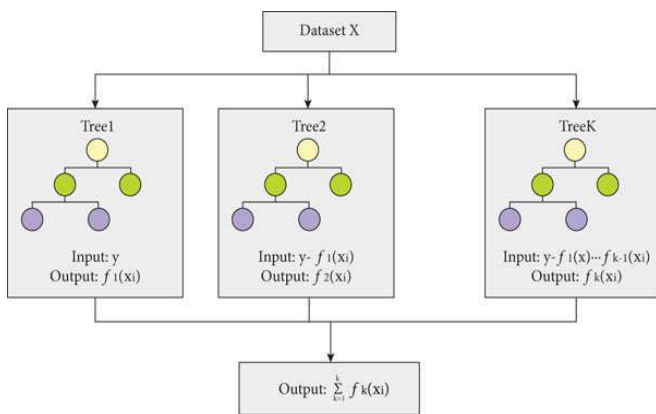 Dataset X
Tree1
Input: y
Output: f 1(xi)
Tree2
Input: y- f 1(xi)
Output: f 2(xi)
TreeK
Input: y-f 1(x)···f k-1(xi)
Output: f k(xi)
Output: k∑k=1 f k(xi)